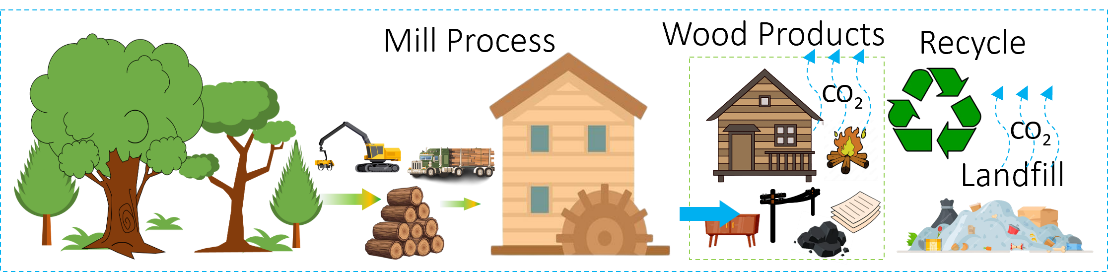 Mill Process
Wood Products
Recycle
CO₂
CO₂
Landfill